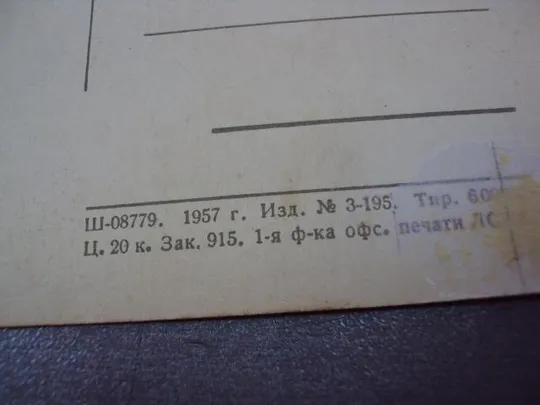 Ш-08779. 1957 г. Изд. № 3-195. Тир.
Ц. 20 к. Зак. 915. 1-я ф-ка офс. печати